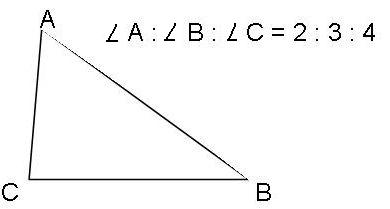 A
∠ A : ∠ B : ∠ C = 2 : 3 : 4
C
B